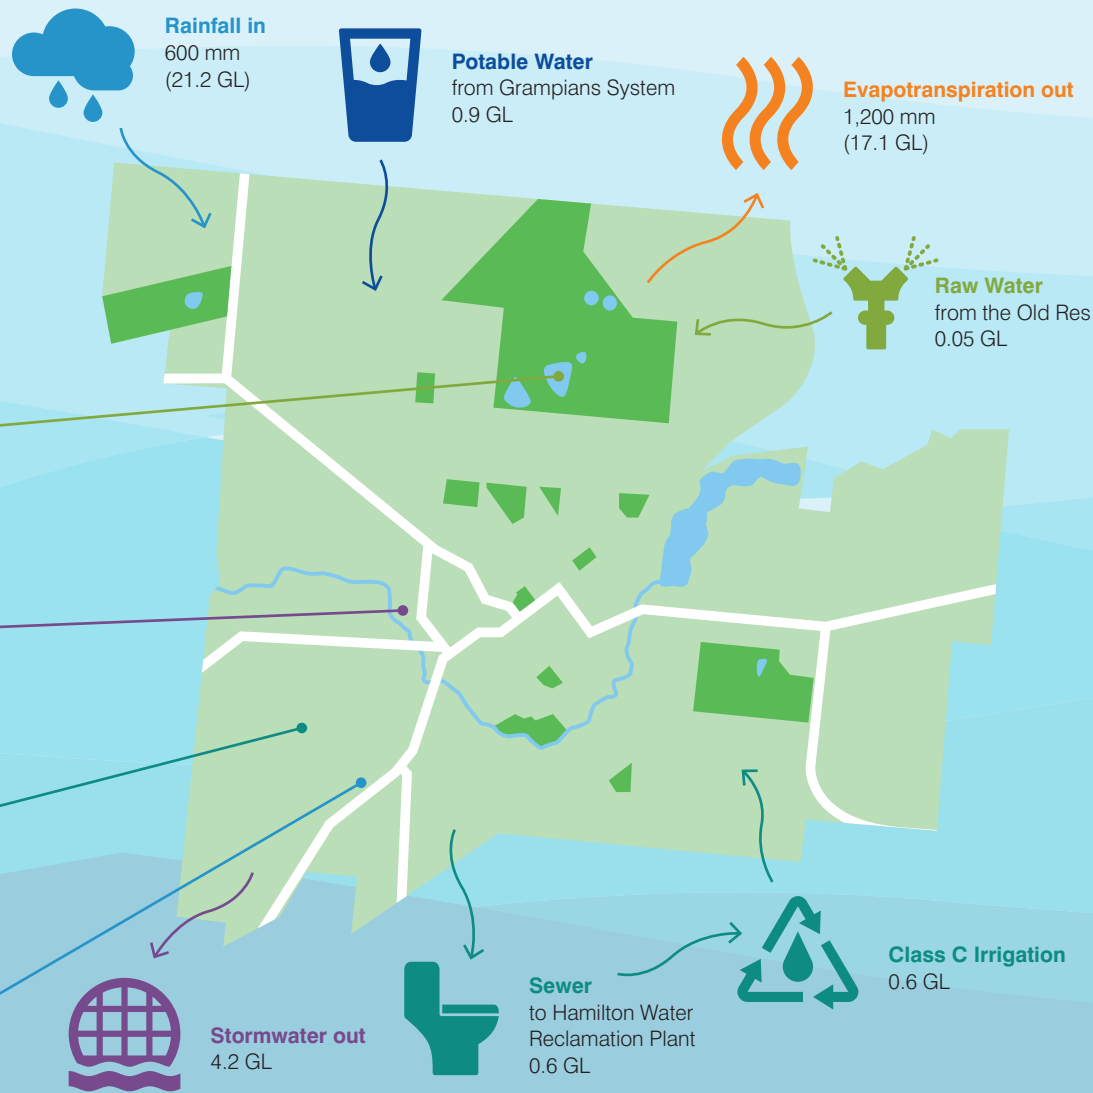 Rainfall in
600 mm
(21.2 GL)
Potable Water
from Grampians System
0.9 GL
Evapotranspiration out
1,200 mm
(17.1 GL)
Raw Water
from the Old Res
0.05 GL
Class C Irrigation
0.6 GL
Sewer
to Hamilton Water
Reclamation Plant
0.6 GL
Stormwater out
4.2 GL